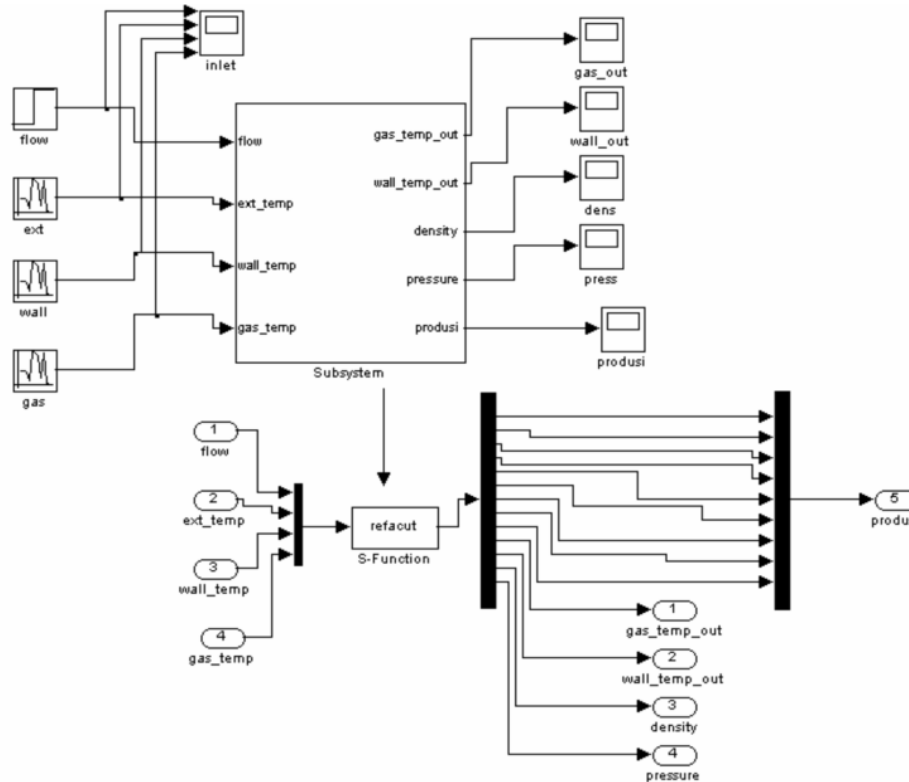 inlet
flow
ext
wall
gas
flow
ext_temp
wall_temp
gas_temp
gas_temp_out
wall_temp_out
density
pressure
produsi
Subsystem
gas_out
wall_out
dens
press
produsi
1
flow
2
ext_temp
3
wall_temp
4
gas_temp
refacut
S-Function
5
produ
1
gas_temp_out
2
wall_temp_out
3
density
4
pressure